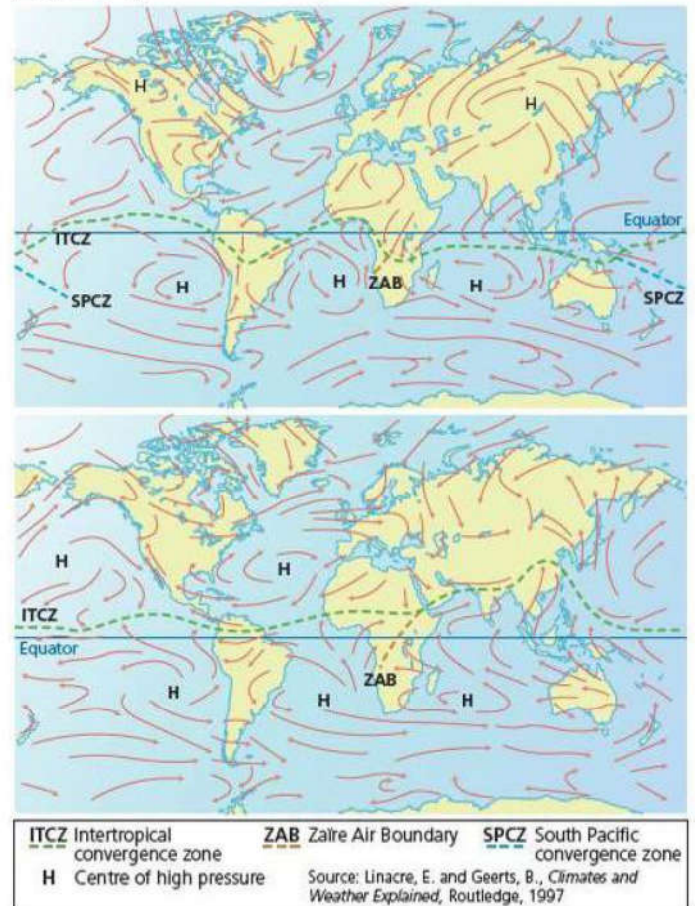 H
H
Equator
ITCZ
H
H
ZAB
H
SPCZ
SPCZ
H
H
ITCZ
Equator
ZAB
H
H
H
ITCZ Intertropical convergence zone
ZAB Zaïre Air Boundary
SPCZ South Pacific convergence zone
H Centre of high pressure
Source: Linacre, E. and Geerts, B., Climates and
Weather Explained, Routledge, 1997